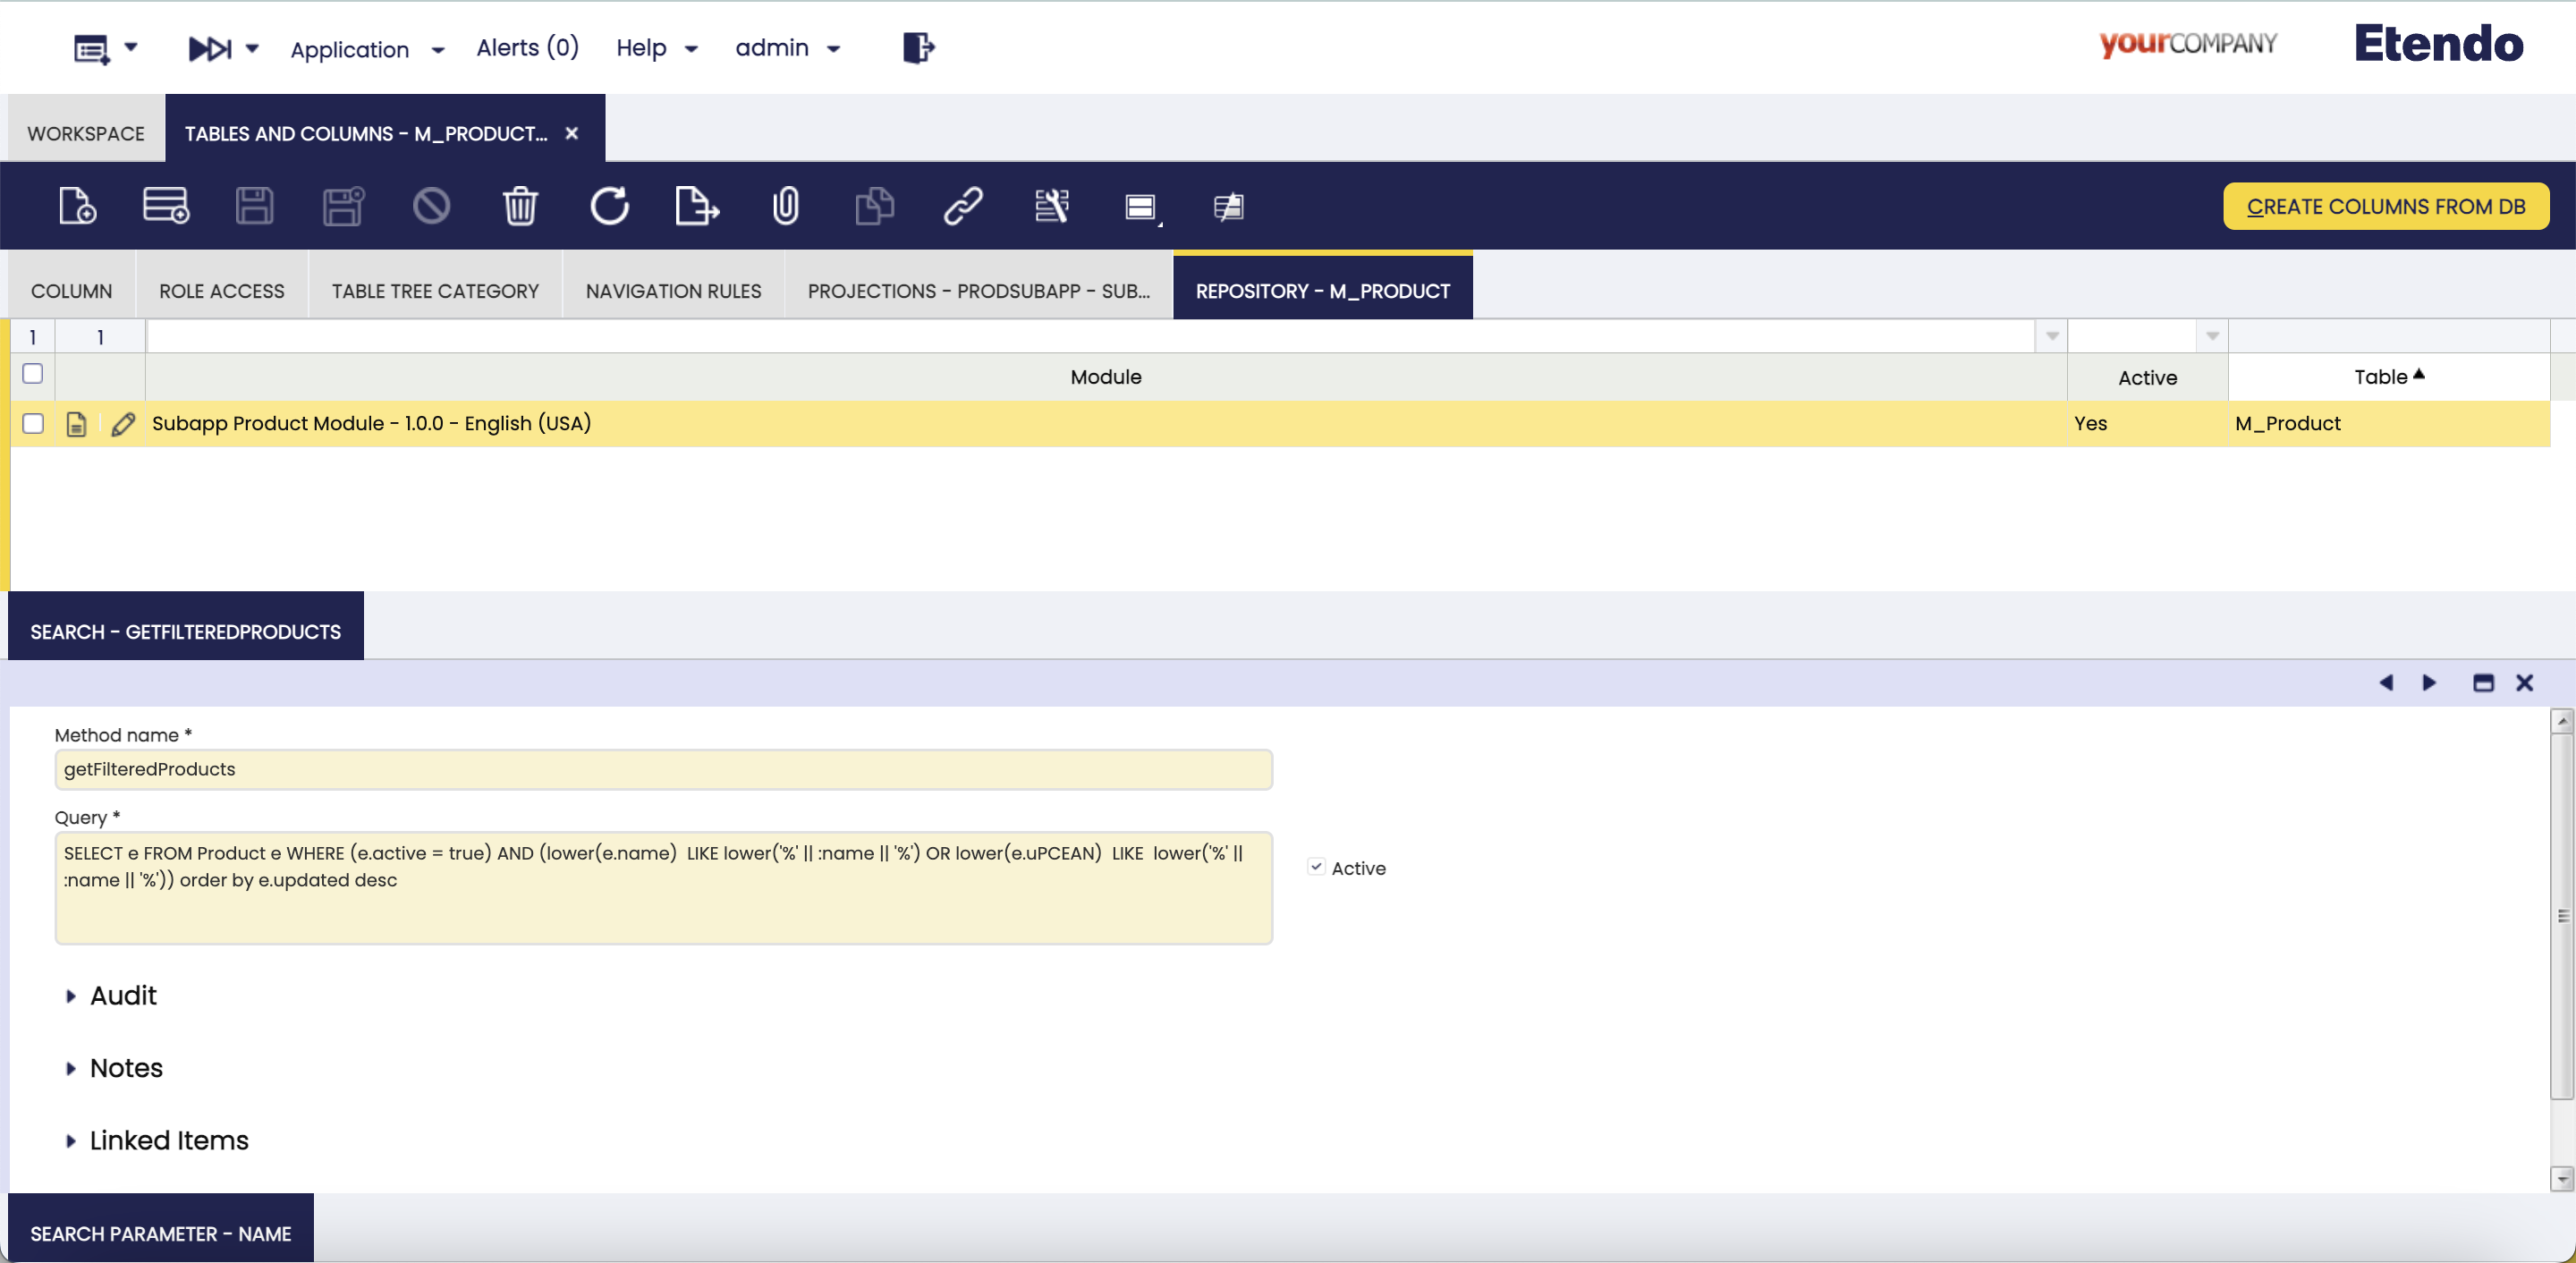 Application Alerts (0) Help admin yourCOMPANY Etendo
WORKSPACE TABLES AND COLUMNS - M_PRODUCT...
CREATE COLUMNS FROM DB
COLUMN ROLE ACCESS TABLE TREE CATEGORY NAVIGATION RULES PROJECTIONS - PRODSUBAPP - SUB... REPOSITORY - M_PRODUCT
1 1
Module Active Table
Subapp Product Module - 1.0.0 - English (USA) Yes M_Product
SEARCH - GETFILTEREDPRODUCTS
Method name *
getFilteredProducts
Query *
SELECT e FROM Product e WHERE (e.active = true) AND (lower(e.name)  LIKE lower('%' || :name || '%') OR lower(e.uPCEAN)  LIKE  lower('%' ||
:name || '%')) order by e.updated desc
Active
Audit
Notes
Linked Items
SEARCH PARAMETER - NAME